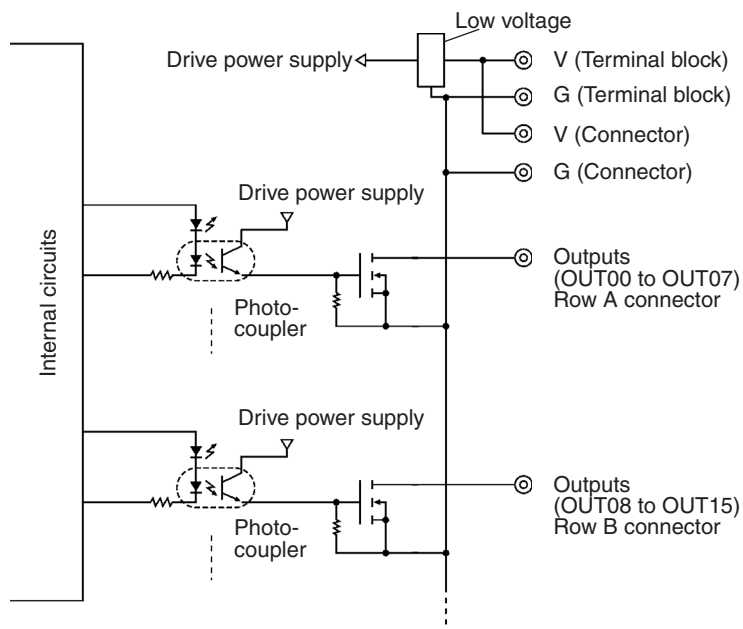 Low voltage
Drive power supply
V (Terminal block)
G (Terminal block)
V (Connector)
G (Connector)
Internal circuits
Drive power supply
Photo-
coupler
Outputs
(OUT00 to OUT07)
Row A connector
Drive power supply
Photo-
coupler
Outputs
(OUT08 to OUT15)
Row B connector